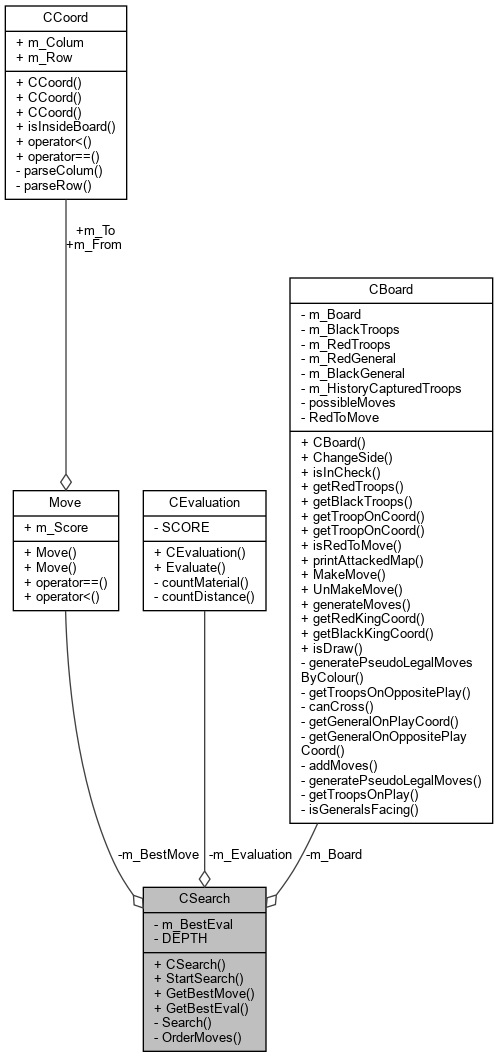 CCoord
+ m_Colum
+ m_Row
+ CCoord()
+ CCoord()
+ CCoord()
+ isInsideBoard()
+ operator<()
+ operator==()
- parseColum()
- parseRow()
+m_To
+m_From
Move
+ m_Score
+ Move()
+ Move()
+ operator==()
+ operator<()
CEvaluation
- SCORE
+ CEvaluation()
+ Evaluate()
- countMaterial()
- countDistance()
CBoard
- m_Board
- m_BlackTroops
- m_RedTroops
- m_RedGeneral
- m_BlackGeneral
- m_HistoryCapturedTroops
- possibleMoves
- RedToMove
+ CBoard()
+ ChangeSide()
+ isInCheck()
+ getRedTroops()
+ getBlackTroops()
+ getTroopOnCoord()
+ getTroopOnCoord()
+ isRedToMove()
+ printAttackedMap()
+ MakeMove()
+ UnMakeMove()
+ generateMoves()
+ getRedKingCoord()
+ getBlackKingCoord()
+ isDraw()
- generatePseudoLegalMoves
ByColour()
- getTroopsOnOppositePlay()
- canCross()
- getGeneralOnPlayCoord()
- getGeneralOnOppositePlay
Coord()
- addMoves()
- generatePseudoLegalMoves()
- getTroopsOnPlay()
- isGeneralsFacing()
-m_BestMove
-m_Evaluation
-m_Board
CSearch
- m_BestEval
- DEPTH
+ CSearch()
+ StartSearch()
+ GetBestMove()
+ GetBestEval()
- Search()
- OrderMoves()